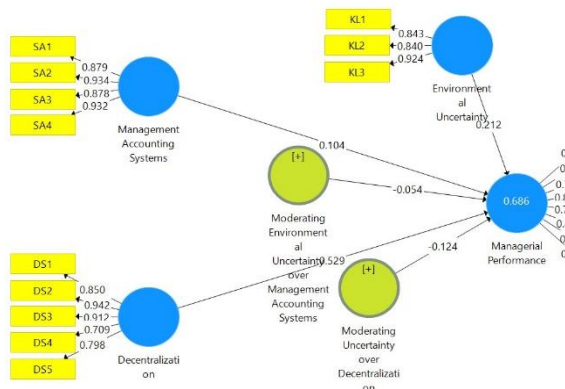 SA1
SA2
SA3
SA4
0.879
0.934
0.878
0.932
Management
Accounting
Systems
KL1
KL2
KL3
0.843
0.840
0.924
Environment
al
Uncertainty
0.212
0.104
[+]
-0.054
Moderating
Environment
al
Uncertainty
over
Management
Accounting
Systems
0.686
Managerial
Performance
-0.124
0.529
[+]
Moderating
Uncertainty
over
Decentralizati
on
DS1
DS2
DS3
DS4
DS5
0.850
0.942
0.912
0.709
0.798
Decentralizati
on